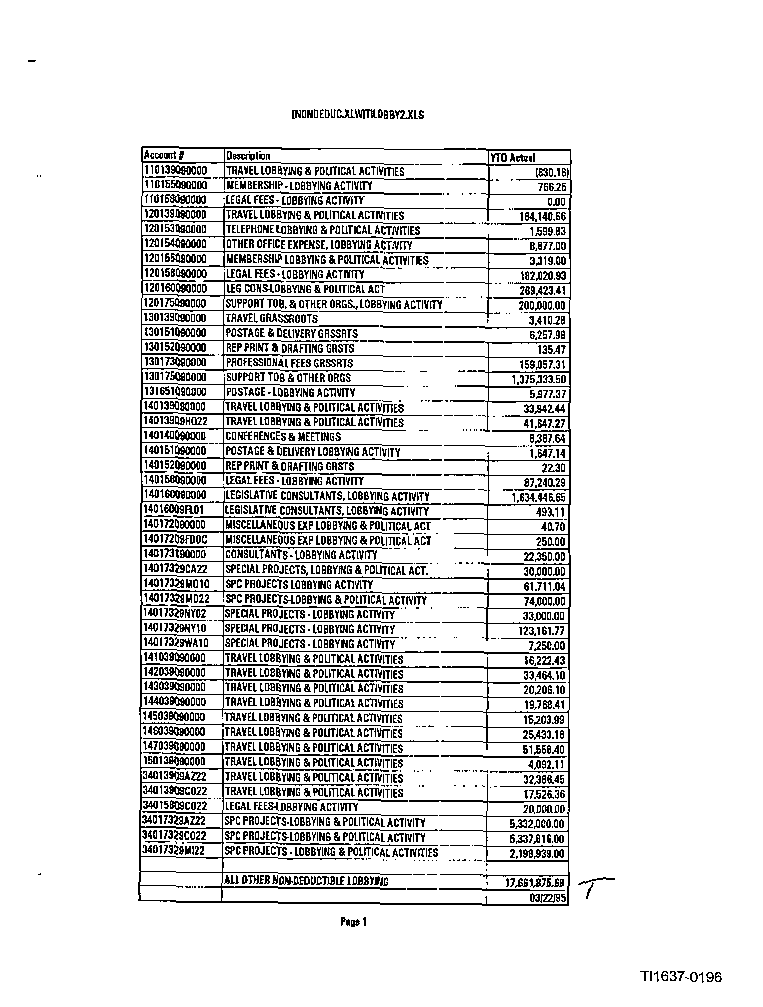 [NONDEDUC.XLW]TILOBBY2.XLS
Account # Description YTD Actual
110139090000 TRAVEL LOBBYING & POLITICAL ACTIVITIES (830.16)
110155090000 MEMBERSHIP - LOBBYING ACTIVITY 766.25
110158090000 LEGAL FEES - LOBBYING ACTIVITY 0.00
120139090000 TRAVEL LOBBYING & POLITICAL ACTIVITIES 184,140.66
120153090000 TELEPHONE LOBBYING & POLITICAL ACTIVITIES 1,599.83
120154090000 OTHER OFFICE EXPENSE, LOBBYING ACTIVITY 8,877.00
120155090000 MEMBERSHIP LOBBYING & POLITICAL ACTIVITIES 3,319.00
120158090000 LEGAL FEES - LOBBYING ACTIVITY 182,020.93
120160090000 LEG CONS-LOBBYING & POLITICAL ACT 269,423.41
120175090000 SUPPORT TOB. & OTHER ORGS., LOBBYING ACTIVITY 200,000.00
130139090000 TRAVEL GRASSROOTS 3,410.28
130151090000 POSTAGE & DELIVERY GRSSRTS 6,257.98
130152090000 REP PRINT & DRAFTING GRSTS 135.47
130173090000 PROFESSIONAL FEES GRSSRTS 159,057.31
130175090000 SUPPORT TOB & OTHER ORGS 1,375,333.50
131651090000 POSTAGE - LOBBYING ACTIVITY 5,977.37
140139090000 TRAVEL LOBBYING & POLITICAL ACTIVITIES 33,942.44
14013909HO22 TRAVEL LOBBYING & POLITICAL ACTIVITIES 41,647.27
140140090000 CONFERENCES & MEETINGS 8,387.64
140151090000 POSTAGE & DELIVERY LOBBYING ACTIVITY 1,647.14
140152090000 REP PRINT & DRAFTING GRSTS 22.30
140158090000 LEGAL FEES - LOBBYING ACTIVITY 87,240.29
140160090000 LEGISLATIVE CONSULTANTS, LOBBYING ACTIVITY 1,634,446.65
14016009FL01 LEGISLATIVE CONSULTANTS, LOBBYING ACTIVITY 493.11
140172090000 MISCELLANEOUS EXP LOBBYING & POLITICAL ACT 40.70
14017209FDOC MISCELLANEOUS EXP LOBBYING & POLITICAL ACT 250.00
140173190000 CONSULTANTS - LOBBYING ACTIVITY 22,350.00
14017329CA22 SPECIAL PROJECTS, LOBBYING & POLITICAL ACT. 30,000.00
14017329MO10 SPC PROJECTS LOBBYING ACTIVITY 61,711.04
14017329MD22 SPC PROJECTS-LOBBYING & POLITICAL ACTIVITY 74,000.00
14017329NY02 SPECIAL PROJECTS - LOBBYING ACTIVITY 33,000.00
14017329NY10 SPECIAL PROJECTS - LOBBYING ACTIVITY 123,161.77
14017329WA10 SPECIAL PROJECTS - LOBBYING ACTIVITY 7,250.00
141039090000 TRAVEL LOBBYING & POLITICAL ACTIVITIES 16,222.43
142039090000 TRAVEL LOBBYING & POLITICAL ACTIVITIES 33,464.10
143039090000 TRAVEL LOBBYING & POLITICAL ACTIVITIES 20,206.10
144039090000 TRAVEL LOBBYING & POLITICAL ACTIVITIES 19,768.41
145039090000 TRAVEL LOBBYING & POLITICAL ACTIVITIES 15,203.99
146039090000 TRAVEL LOBBYING & POLITICAL ACTIVITIES 25,433.18
147039090000 TRAVEL LOBBYING & POLITICAL ACTIVITIES 51,556.40
150139090000 TRAVEL LOBBYING & POLITICAL ACTIVITIES 4,092.11
34013909AZ22 TRAVEL LOBBYING & POLITICAL ACTIVITIES 32,386.45
34013909CO22 TRAVEL LOBBYING & POLITICAL ACTIVITIES 17,526.36
34015809CO22 LEGAL FEES-LOBBYING ACTIVITY 20,000.00
34017329AZ22 SPC PROJECTS-LOBBYING & POLITICAL ACTIVITY 5,332,000.00
34017329CO22 SPC PROJECTS-LOBBYING & POLITICAL ACTIVITY 5,337,616.00
34017329MI22 SPC PROJECTS - LOBBYING & POLITICAL ACTIVITIES 2,198,939.00
ALL OTHER NON-DEDUCTIBLE LOBBYING 17,661,875.69 T
03/22/95
Page 1
TI1637-0196